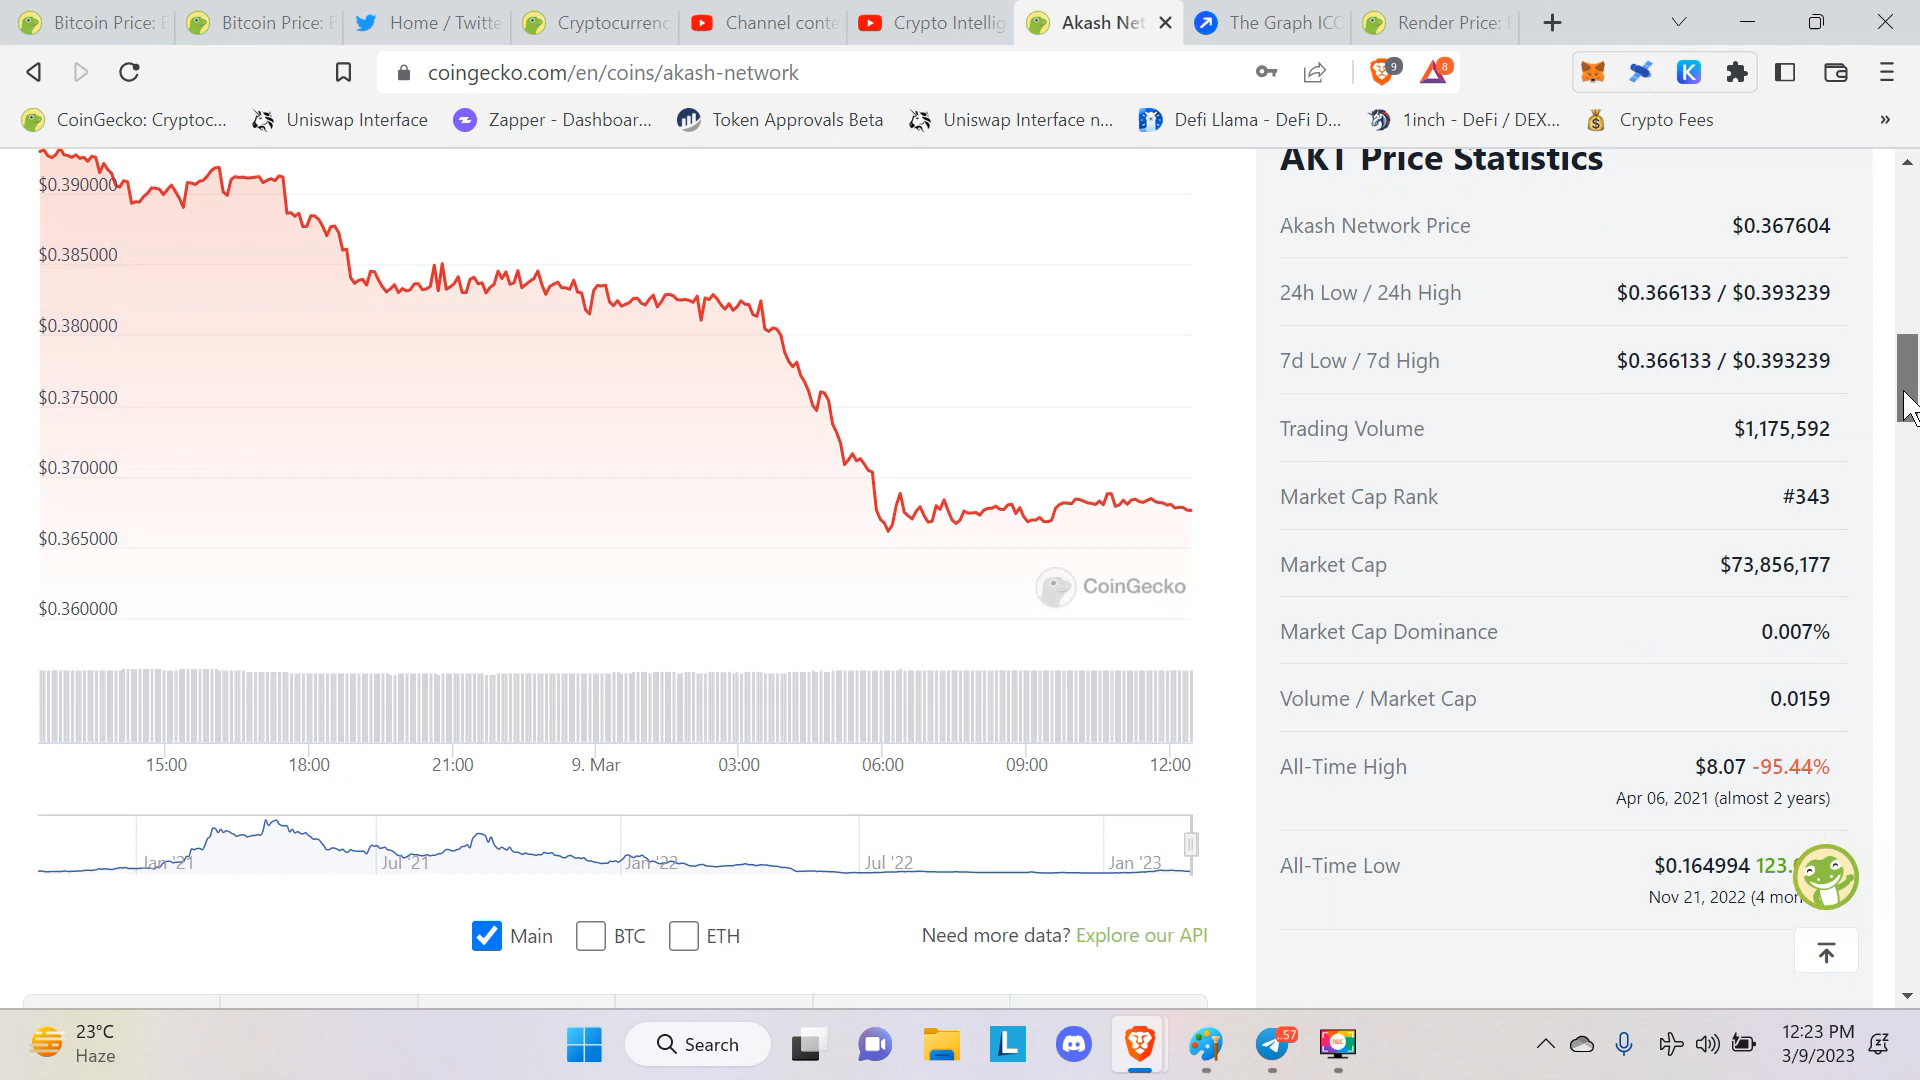 Bitcoin Price:
Bitcoin Price:
Home / Twitte
Cryptocurrenc
Channel conte
Crypto Intellig
Akash Net
The Graph ICO
Render Price:
coingecko.com/en/coins/akash-network
9
8
CoinGecko: Cryptoc...
Uniswap Interface
Zapper - Dashboar...
Token Approvals Beta
Uniswap Interface n...
Defi Llama - DeFi D...
1inch - DeFi / DEX...
Crypto Fees
»
AKT Price Statistics
Akash Network Price $0.367604
24h Low / 24h High $0.366133 / $0.393239
7d Low / 7d High $0.366133 / $0.393239
Trading Volume $1,175,592
Market Cap Rank #343
Market Cap $73,856,177
Market Cap Dominance 0.007%
Volume / Market Cap 0.0159
All-Time High $8.07 -95.44%
Apr 06, 2021 (almost 2 years)
All-Time Low $0.164994 123.
Nov 21, 2022 (4 mon
$0.390000
$0.385000
$0.380000
$0.375000
$0.370000
$0.365000
$0.360000
CoinGecko
15:00 18:00 21:00 9. Mar 03:00 06:00 09:00 12:00
Jan '21 Jul '21 Jan '22 Jul '22 Jan '23
Main BTC ETH
Need more data? Explore our API
23°C
Haze
Search
L
57
REC
12:23 PM
3/9/2023